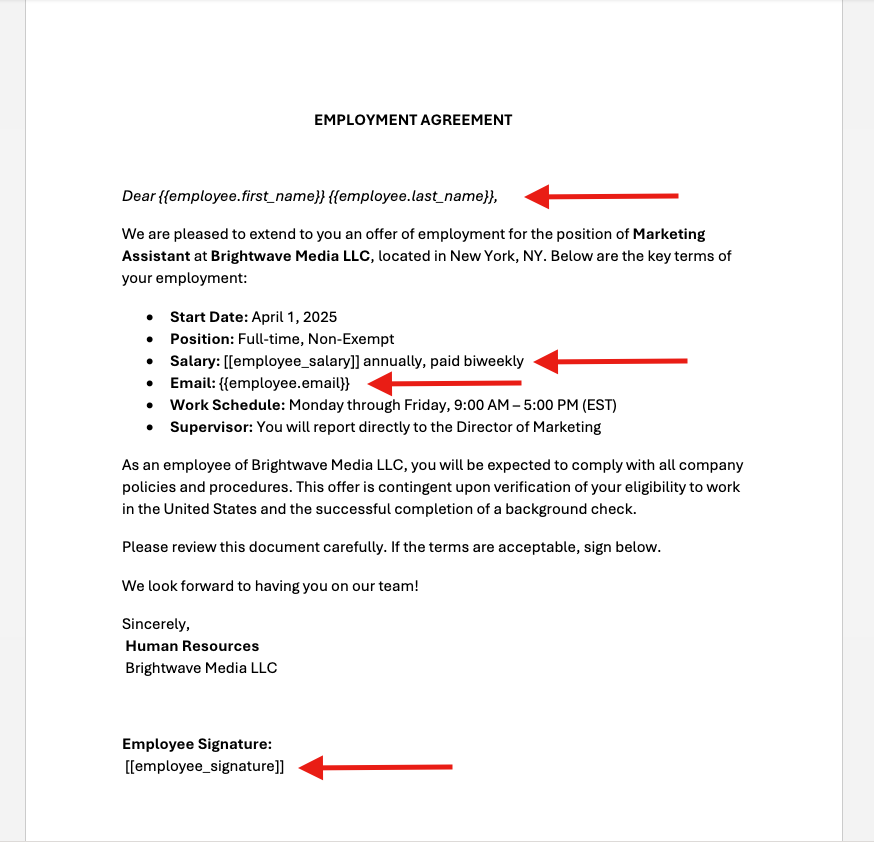 EMPLOYMENT AGREEMENT
Dear {{employee.first_name}} {{employee.last_name}},
We are pleased to extend to you an offer of employment for the position of Marketing
Assistant at Brightwave Media LLC, located in New York, NY. Below are the key terms of
your employment:
• Start Date: April 1, 2025
• Position: Full-time, Non-Exempt
• Salary: [[employee_salary]] annually, paid biweekly
• Email: {{employee.email}}
• Work Schedule: Monday through Friday, 9:00 AM – 5:00 PM (EST)
• Supervisor: You will report directly to the Director of Marketing
As an employee of Brightwave Media LLC, you will be expected to comply with all company
policies and procedures. This offer is contingent upon verification of your eligibility to work
in the United States and the successful completion of a background check.
Please review this document carefully. If the terms are acceptable, sign below.
We look forward to having you on our team!
Sincerely,
Human Resources
Brightwave Media LLC
Employee Signature:
[[employee_signature]]